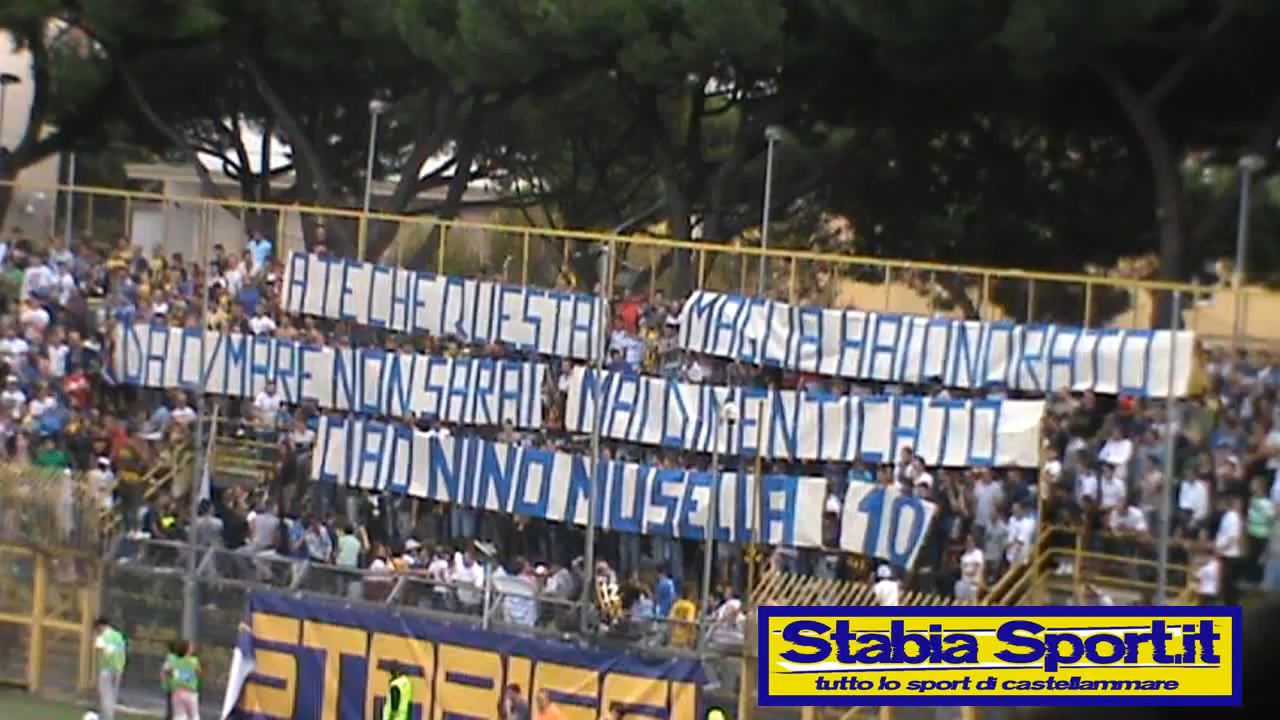 A TE CHE QUESTA MAGLIA HAI ONORATO
DA C/MARE NON SARAI MAI DIMENTICATO
CIAO NINO MUSELLA 10
Stabia Sport.it
tutto lo sport di castellammare